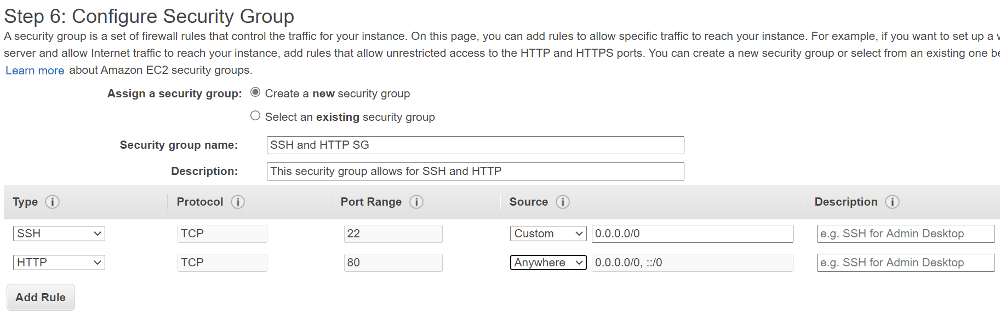 Step 6: Configure Security Group
A security group is a set of firewall rules that control the traffic for your instance. On this page, you can add rules to allow specific traffic to reach your instance. For example, if you want to set up a
server and allow Internet traffic to reach your instance, add rules that allow unrestricted access to the HTTP and HTTPS ports. You can create a new security group or select from an existing one
Learn more about Amazon EC2 security groups.
Assign a security group: Create a new security group
Select an existing security group
Security group name: SSH and HTTP SG
Description: This security group allows for SSH and HTTP
Type i Protocol i Port Range i Source i Description i
SSH TCP 22 Custom 0.0.0.0/0 e.g. SSH for Admin Desktop
HTTP TCP 80 Anywhere 0.0.0.0/0, ::/0 e.g. SSH for Admin Desktop
Add Rule